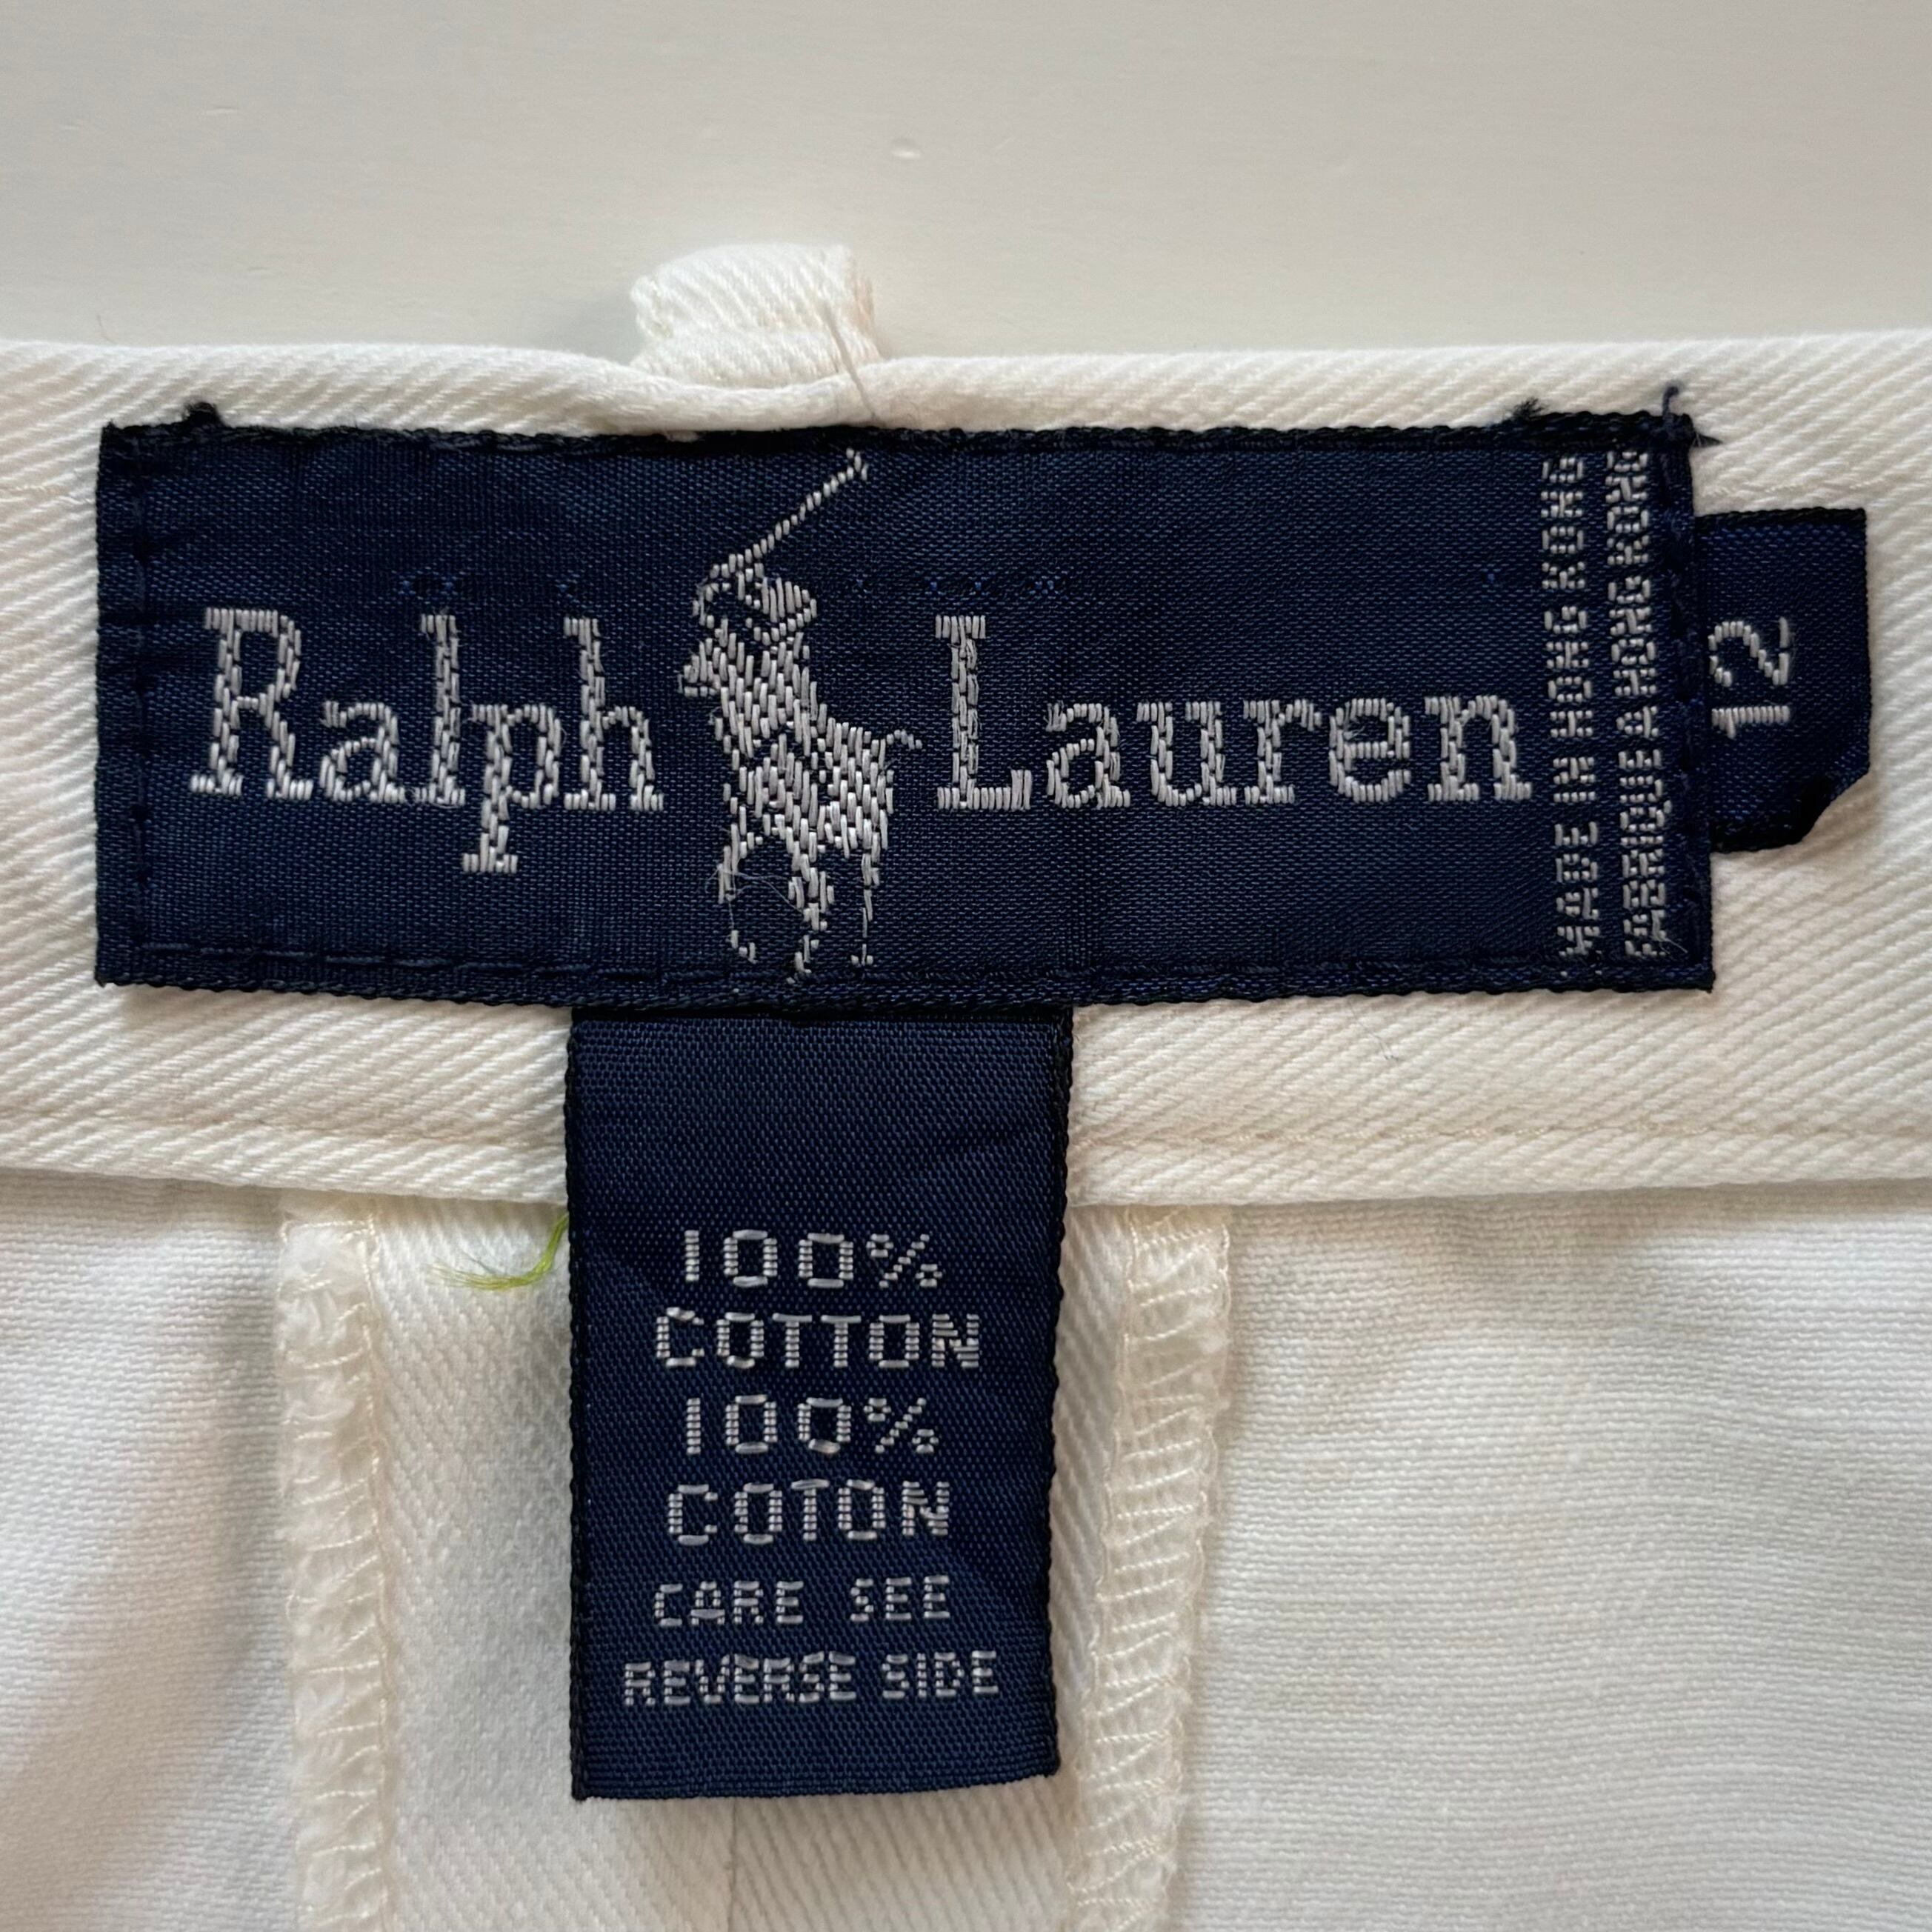 Ralph Lauren
MADE IN HONG KONG
FABRIQUE A HONG KONG
12
100%
COTTON
100%
COTON
CARE SEE
REVERSE SIDE